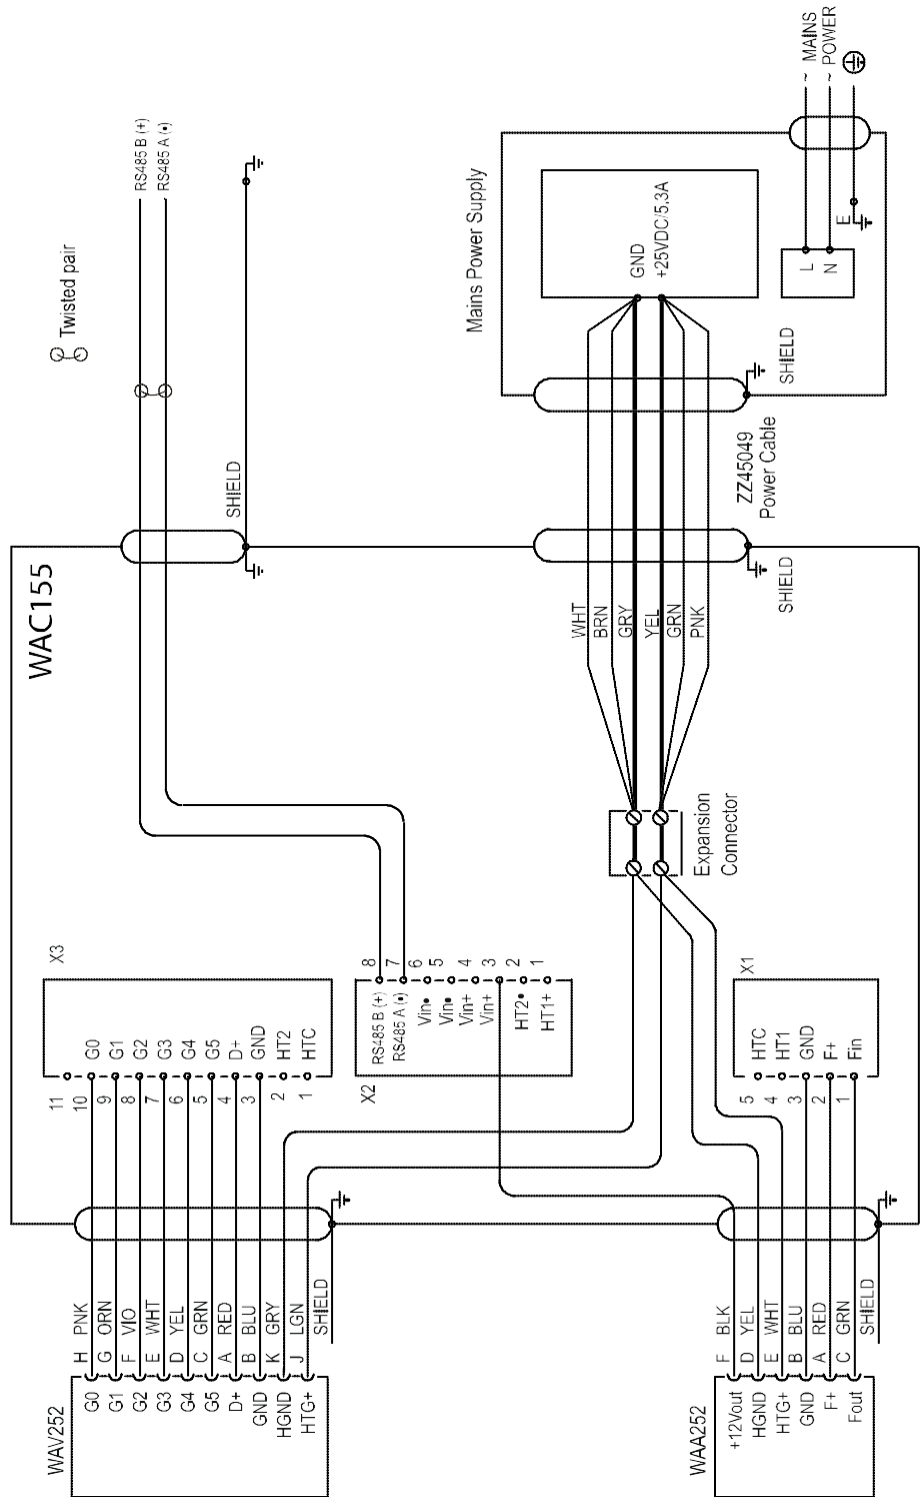 WAC155
WAV252
G0
G1
G2
G3
G4
G5
D+
GND
HGND
HTG+
H PNK
G ORN
F VIO
E WHT
D YEL
C GRN
A RED
B BLU
K GRY
J LGN
SHIELD
X3
11
10 G0
9 G1
8 G2
7 G3
6 G4
5 G5
4 D+
3 GND
2 HT2
1 HTC
X2
RS485 B (+) 8
RS485 A (•) 7
Vin• 6
Vin• 5
Vin+ 4
Vin+ 3
HT2• 2
HT1+ 1
WAA252
+12Vout
HGND
HTG+
GND
F+
Fout
F BLK
D YEL
E WHT
B BLU
A RED
C GRN
SHIELD
X1
5 HTC
4 HT1
3 GND
2 F+
1 Fin
Expansion
Connector
WHT
BRN
GRY
YEL
GRN
PNK
SHIELD
SHIELD
Twisted pair
RS485 B (+)
RS485 A (•)
ZZ45049
Power Cable
SHIELD
Mains Power Supply
GND
+25VDC/5,3A
L
N
E
~ MAINS
~ POWER